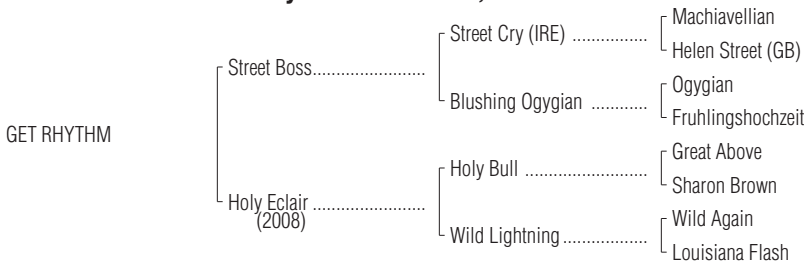 Machiavellian
Street Cry (IRE) ................
Helen Street (GB)
Street Boss........................
Ogygian
Blushing Ogygian ............
Fruhlingshochzeit
GET RHYTHM
Great Above
Holy Bull ..........................
Sharon Brown
Holy Eclair ........................
(2008)
Wild Again
Wild Lightning..................
Louisiana Flash